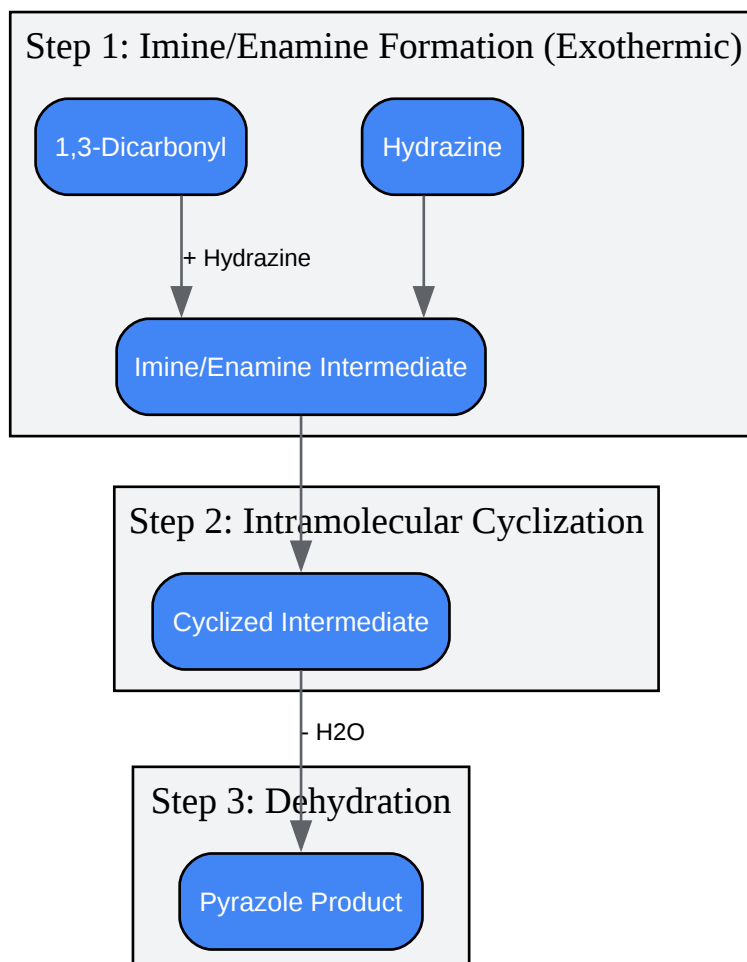 Step 1: Imine/Enamine Formation (Exothermic)
1,3-Dicarbonyl
Hydrazine
+ Hydrazine
Imine/Enamine Intermediate
Step 2: Intramolecular Cyclization
Cyclized Intermediate
- H2O
Step 3: Dehydration
Pyrazole Product